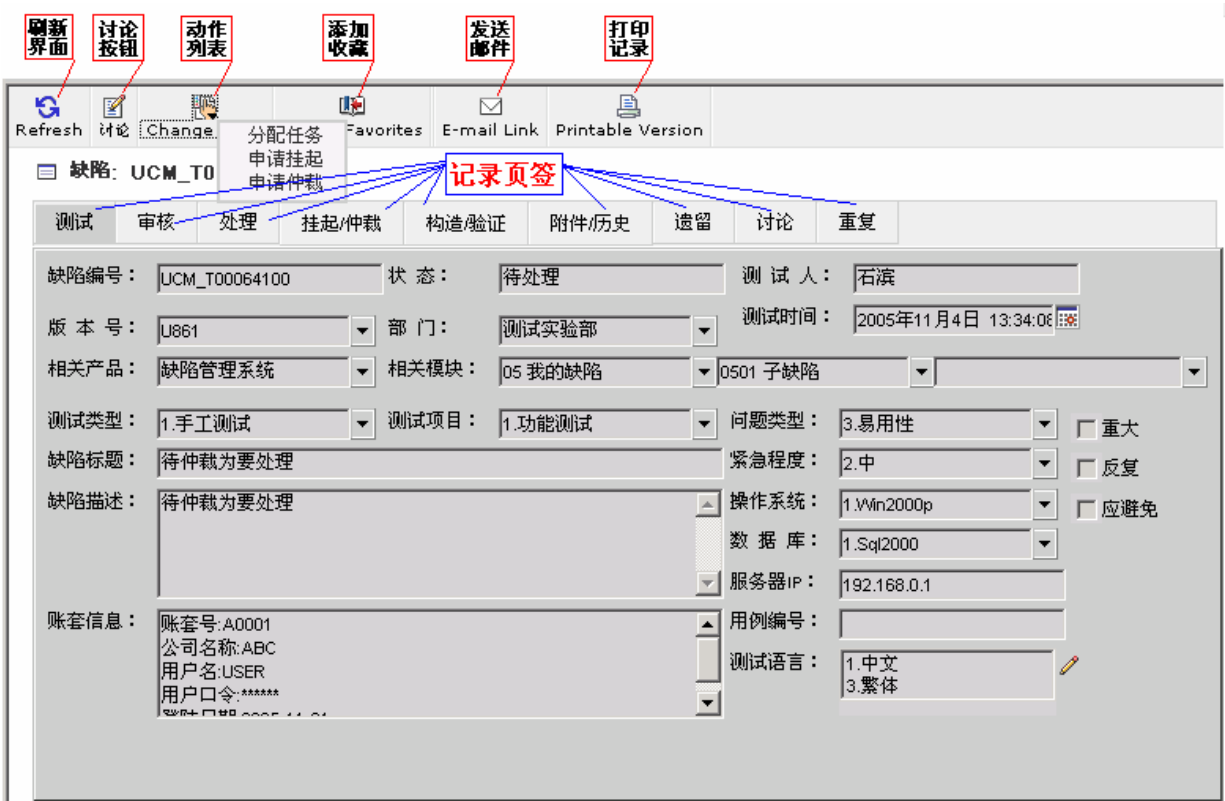 刷新
界面
讨论
按钮
动作
列表
添加
收藏
发送
邮件
打印
记录
Refresh
讨论
Change
Favorites
E-mail Link
Printable Version
分配任务
申请挂起
申请仲裁
缺陷: UCM_T0
记录页签
测试 审核 处理 挂起/仲裁 构造/验证 附件/历史 遗留 讨论 重复
缺陷编号： UCM_T00064100 状 态： 待处理 测 试 人： 石滨
版 本 号： U861 部 门： 测试实验部 测试时间： 2005年11月4日 13:34:08
相关产品： 缺陷管理系统 相关模块： 05 我的缺陷 0501 子缺陷
测试类型： 1.手工测试 测试项目： 1.功能测试 问题类型： 3.易用性 重大
缺陷标题： 待仲裁为要处理 紧急程度： 2.中 反复
缺陷描述： 待仲裁为要处理 操作系统： 1.Win2000p 应避免
数 据 库： 1.Sql2000
服务器IP： 192.168.0.1
账套信息： 账套号:A0001 用例编号：
公司名称:ABC
用户名:USER 测试语言： 1.中文
用户口令:****** 3.繁体